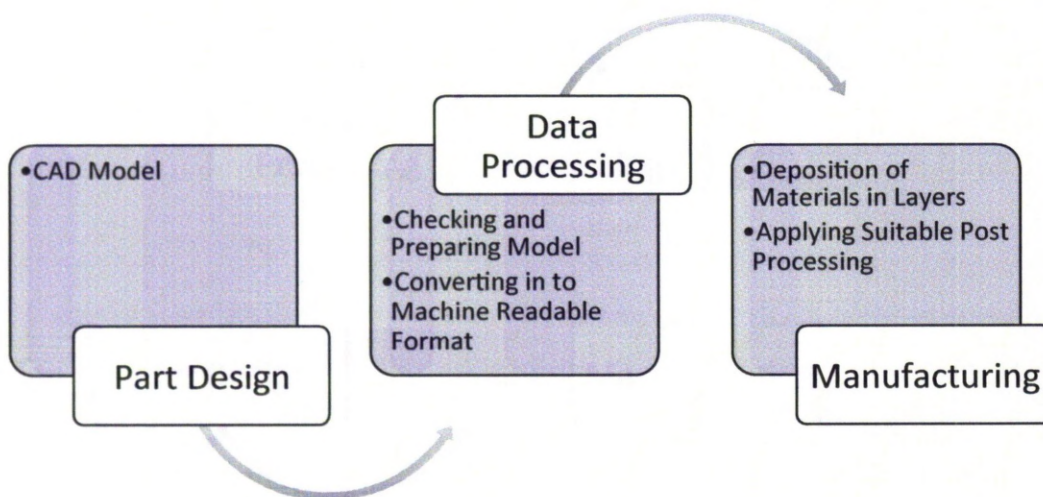 •CAD Model
Part Design
Data
Processing
•Checking and
Preparing Model
•Converting in to
Machine Readable
Format
•Deposition of
Materials in Layers
•Applying Suitable Post
Processing
Manufacturing